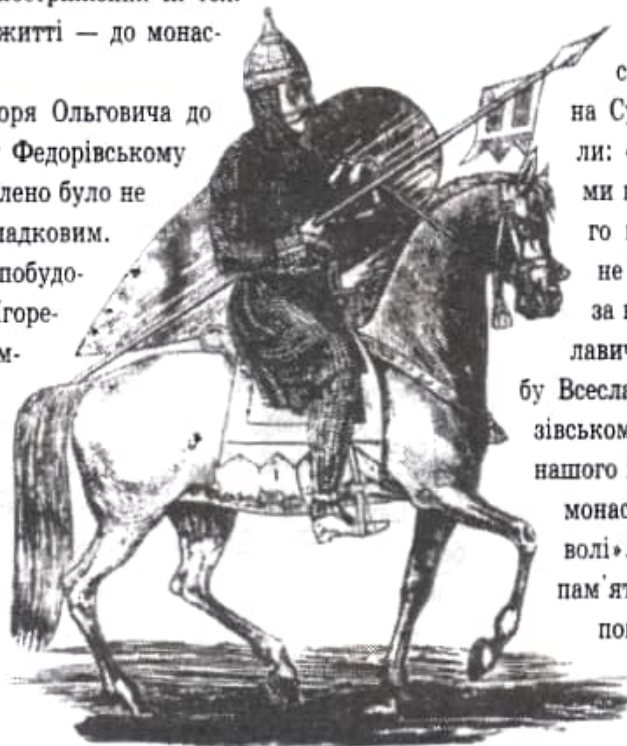 житті — до монас-
оря Ольговича до
Федорівському
лено було не
падковим.
побудо-
Ігоре-
м-
с
на Су
ли:
ми
го
не
за
лавич
бу Всесла
зівськом
нашого
монас
волі».
пам'ят
по